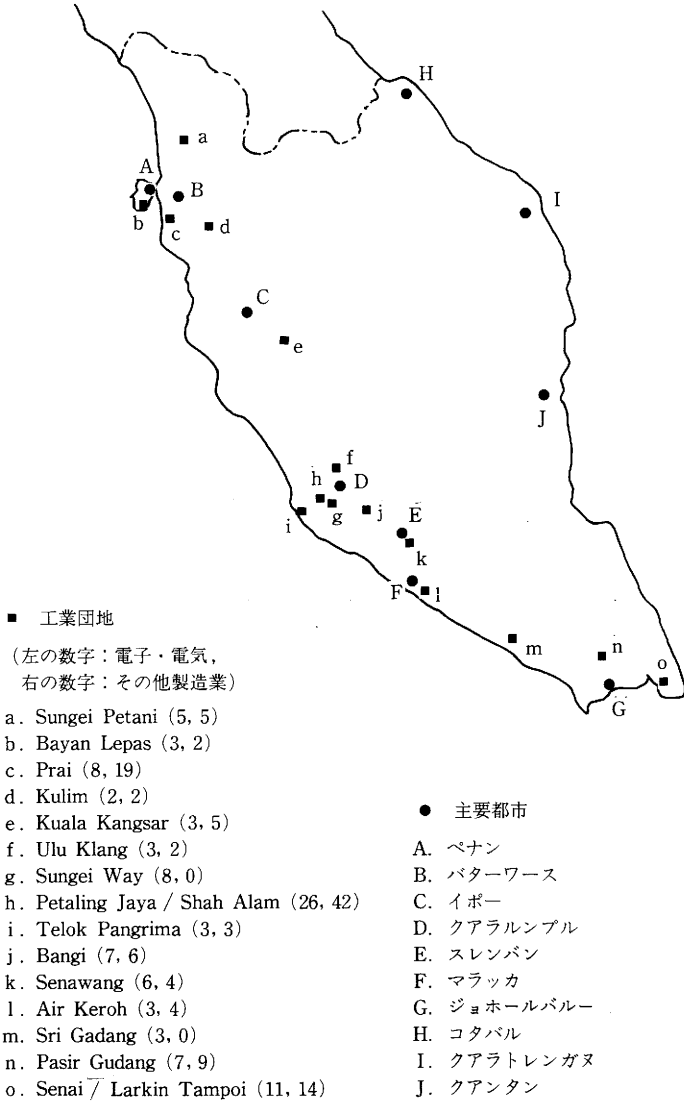 H
a
A
B
I
b
c
d
C
e
J
f
h
D
i
g
j
E
k
F
l
m
n
o
G
■ 工業団地
(左の数字:電子・電気,
右の数字:その他製造業)
a. Sungei Petani (5, 5)
b. Bayan Lepas (3, 2)
c. Prai (8, 19)
d. Kulim (2, 2)
e. Kuala Kangsar (3, 5)
f. Ulu Klang (3, 2)
g. Sungei Way (8, 0)
h. Petaling Jaya / Shah Alam (26, 42)
i. Telok Pangrima (3, 3)
j. Bangi (7, 6)
k. Senawang (6, 4)
l. Air Keroh (3, 4)
m. Sri Gadang (3, 0)
n. Pasir Gudang (7, 9)
o. Senai / Larkin Tampoi (11, 14)
● 主要都市
A. ペナン
B. バターワース
C. イポー
D. クアラルンプル
E. スレンバン
F. マラッカ
G. ジョホールバルー
H. コタバル
I. クアラトレンガヌ
J. クアンタン